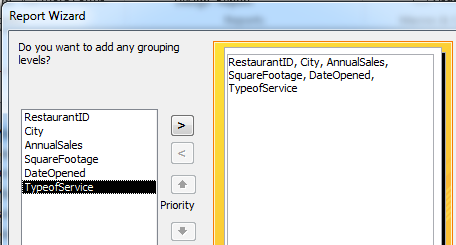 Report Wizard
Do you want to add any grouping
levels?
RestaurantID
City
AnnualSales
SquareFootage
DateOpened
TypeofService
>
<
Priority
RestaurantID, City, AnnualSales,
SquareFootage, DateOpened,
TypeofService